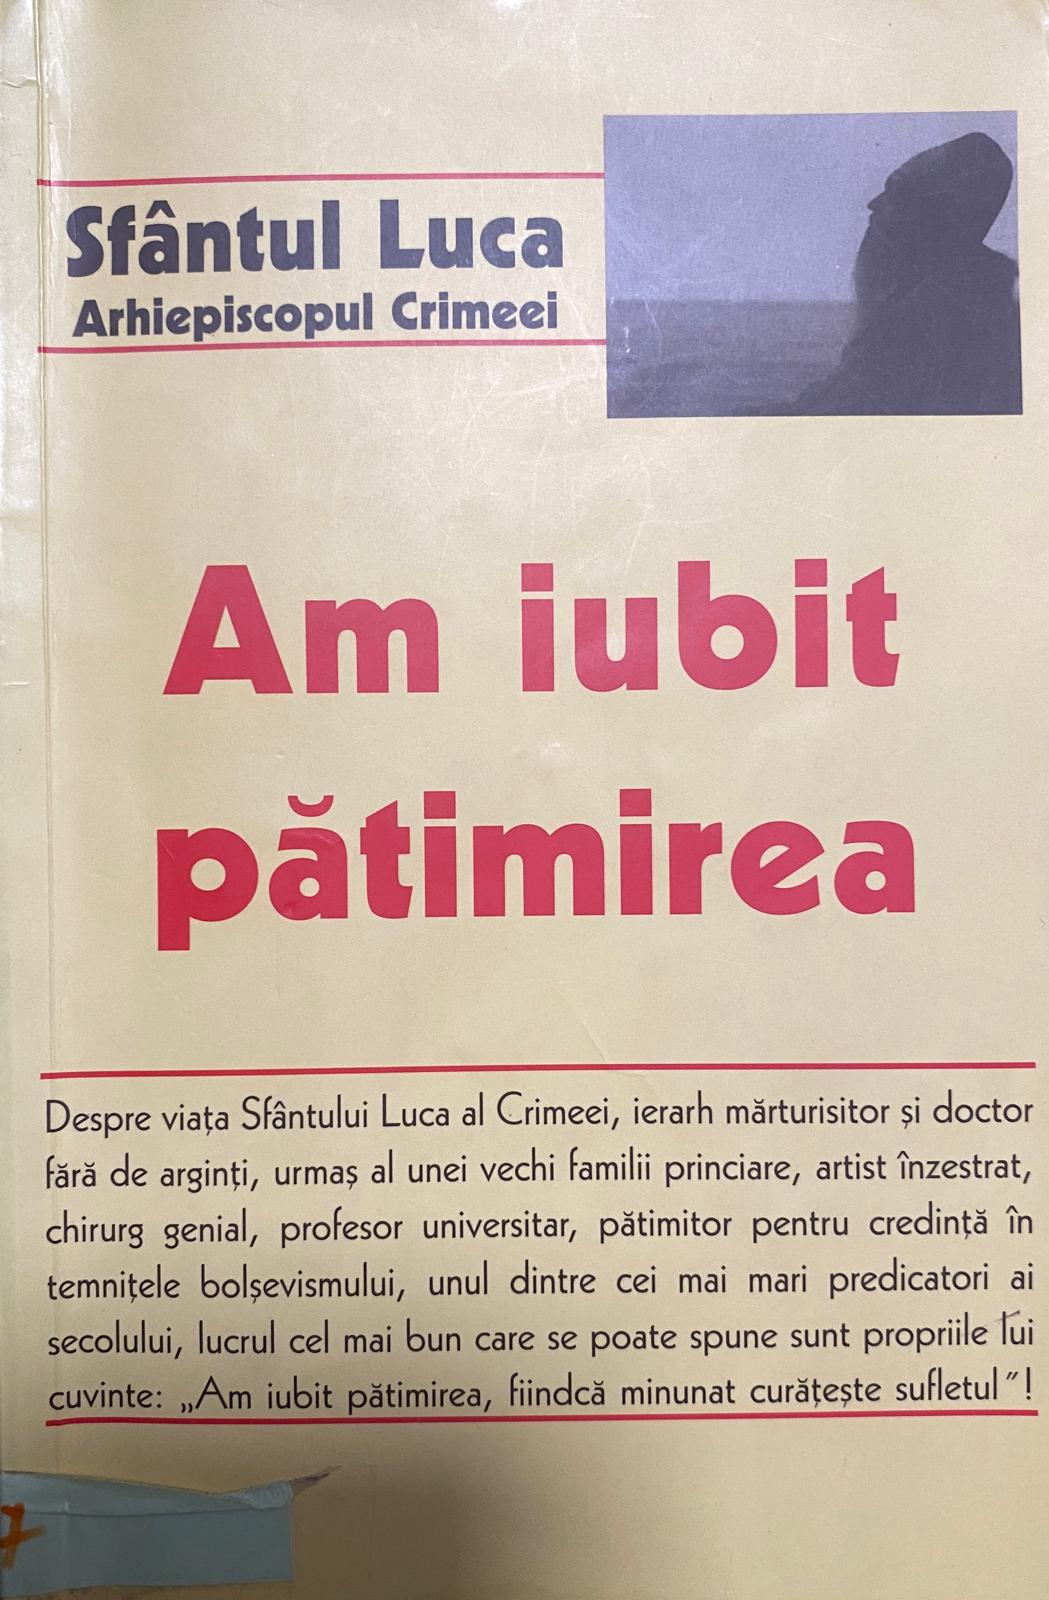 Sfântul Luca
Arhiepiscopul Crimeei
Am iubit
pătimirea
Despre viața Sfântului Luca al Crimeei, ierarh mărturisitor și doctor
fără de arginți, urmaș al unei vechi familii princiare, artist înzestrat,
chirurg genial, profesor universitar, pătimitor pentru credință în
temnițele bolșevismului, unul dintre cei mai mari predicatori ai
secolului, lucrul cel mai bun care se poate spune sunt propriile lui
cuvinte: „Am iubit pătimirea, fiindcă minunat curățește sufletul"!
7